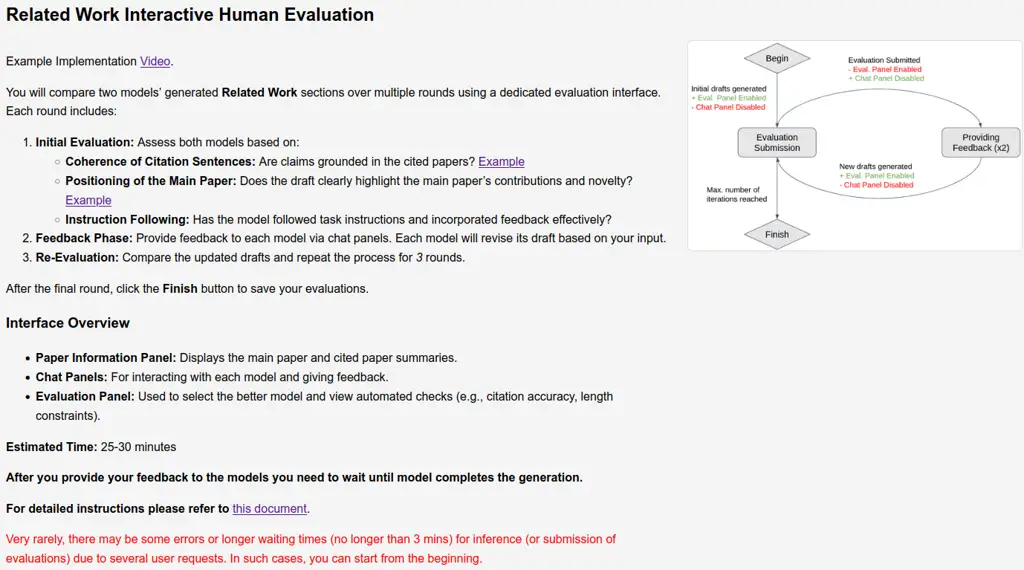 Related Work Interactive Human Evaluation
Example Implementation Video.
You will compare two models' generated Related Work sections over multiple rounds using a dedicated evaluation interface.
Each round includes:
1. Initial Evaluation: Assess both models based on:
◦ Coherence of Citation Sentences: Are claims grounded in the cited papers? Example
◦ Positioning of the Main Paper: Does the draft clearly highlight the main paper's contributions and novelty?
Example
◦ Instruction Following: Has the model followed task instructions and incorporated feedback effectively?
2. Feedback Phase: Provide feedback to each model via chat panels. Each model will revise its draft based on your input.
3. Re-Evaluation: Compare the updated drafts and repeat the process for 3 rounds.
After the final round, click the Finish button to save your evaluations.
Interface Overview
• Paper Information Panel: Displays the main paper and cited paper summaries.
• Chat Panels: For interacting with each model and giving feedback.
• Evaluation Panel: Used to select the better model and view automated checks (e.g., citation accuracy, length
constraints).
Estimated Time: 25-30 minutes
After you provide your feedback to the models you need to wait until model completes the generation.
For detailed instructions please refer to this document.
Very rarely, there may be some errors or longer waiting times (no longer than 3 mins) for inference (or submission of
evaluations) due to several user requests. In such cases, you can start from the beginning.
Begin
Evaluation Submitted
- Eval. Panel Enabled
+ Chat Panel Disabled
Initial drafts generated
+ Eval. Panel Enabled
- Chat Panel Disabled
Evaluation
Submission
Providing
Feedback (x2)
New drafts generated
+ Eval. Panel Enabled
- Chat Panel Disabled
Max. number of
iterations reached
Finish